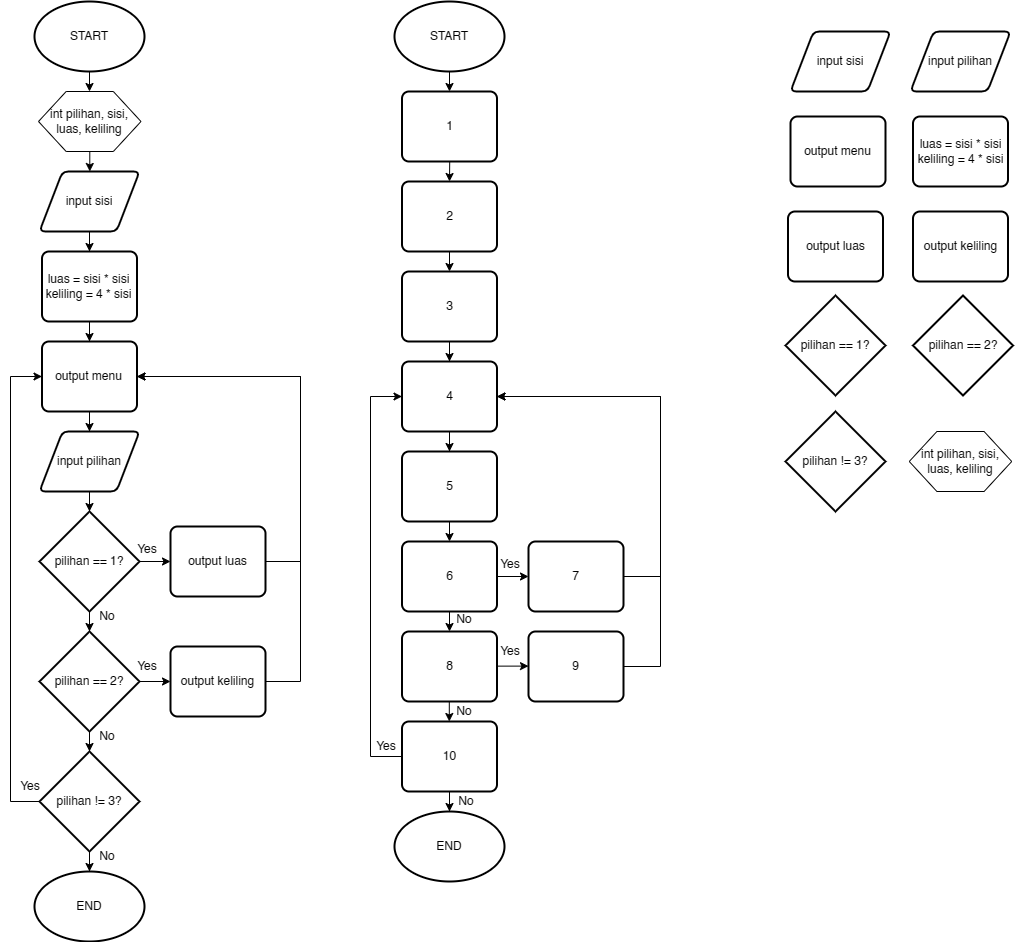 START
int pilihan, sisi,
luas, keliling
input sisi
luas = sisi * sisi
keliling = 4 * sisi
output menu
input pilihan
pilihan == 1?
Yes
output luas
No
pilihan == 2?
Yes
output keliling
No
pilihan != 3?
Yes
No
END
START
1
2
3
4
5
6
Yes
7
No
8
Yes
9
No
10
Yes
No
END
input sisi
input pilihan
output menu
luas = sisi * sisi
keliling = 4 * sisi
output luas
output keliling
pilihan == 1?
pilihan == 2?
pilihan != 3?
int pilihan, sisi,
luas, keliling